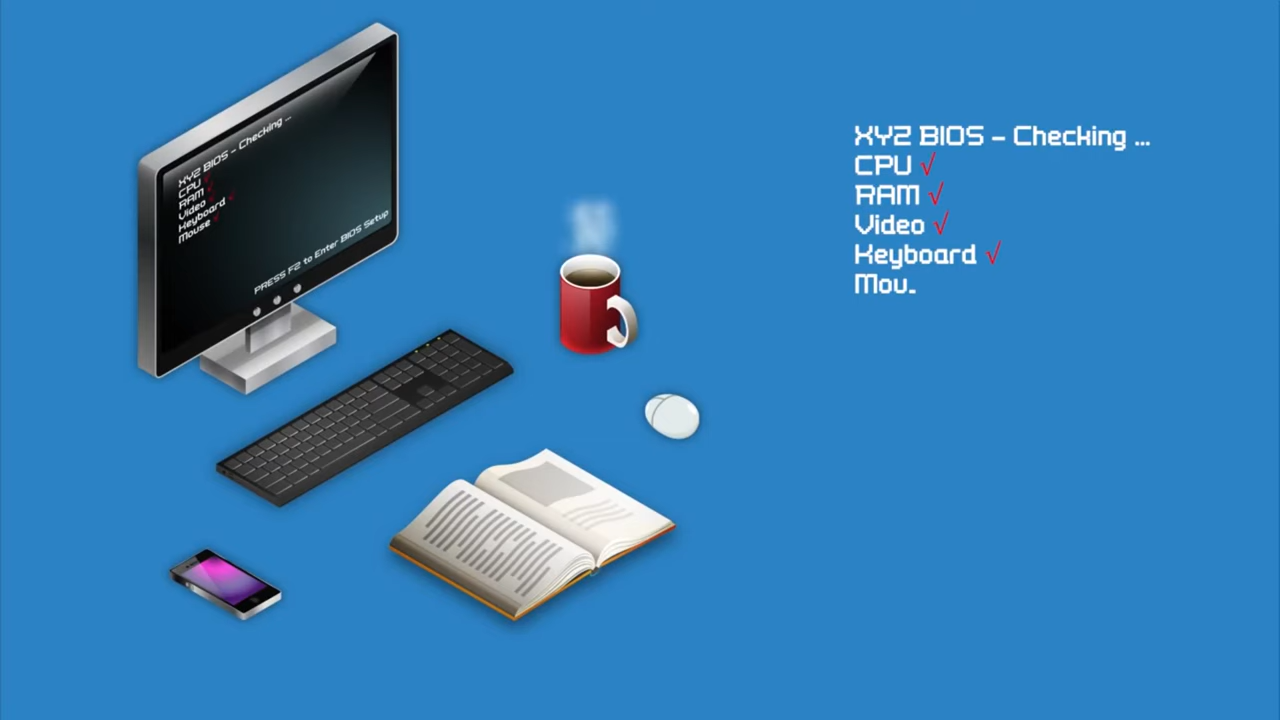 XYZ BIOS - Checking ...
CPU √
RAM √
Video √
Keyboard √
Mouse √
PRESS F2 to Enter BIOS Setup
XYZ BIOS - Checking ...
CPU √
RAM √
Video √
Keyboard √
Mou.